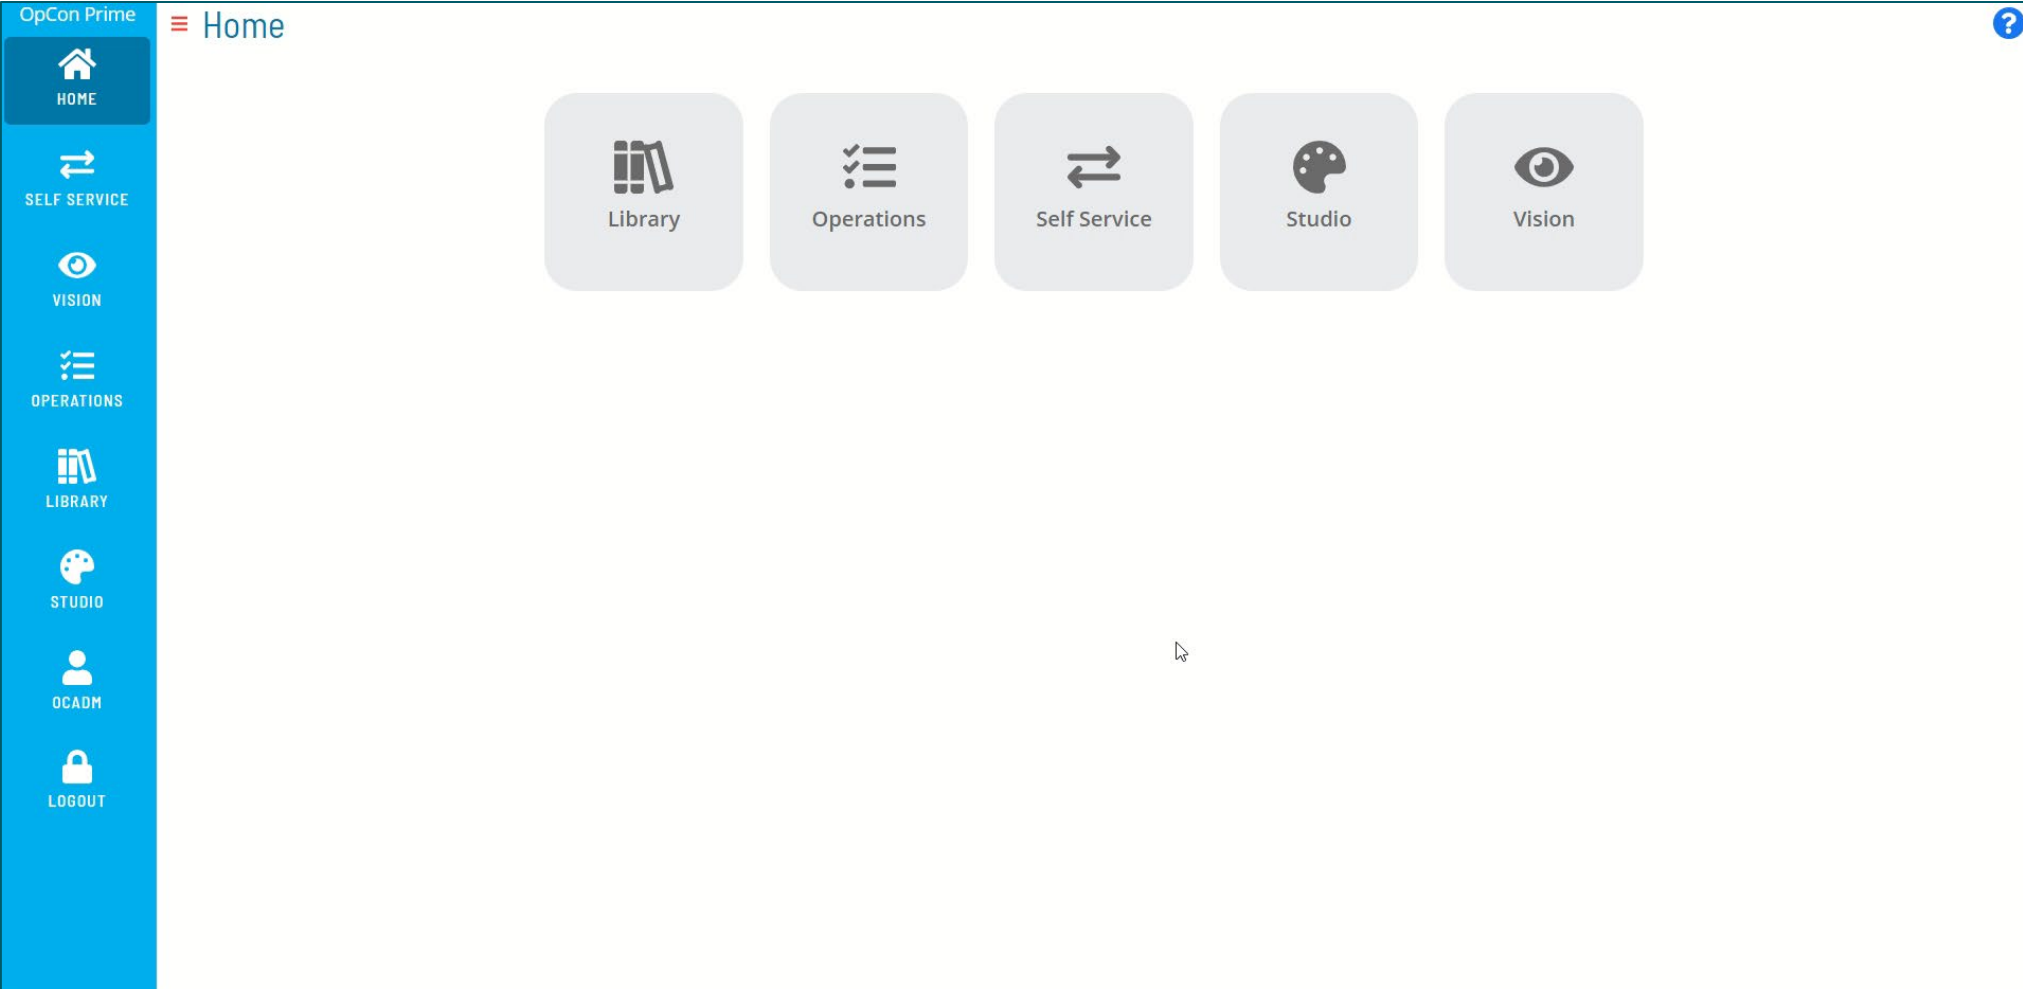 OpCon Prime
Home
?
HOME
SELF SERVICE
VISION
OPERATIONS
LIBRARY
STUDIO
OCADM
LOGOUT
Library
Operations
Self Service
Studio
Vision